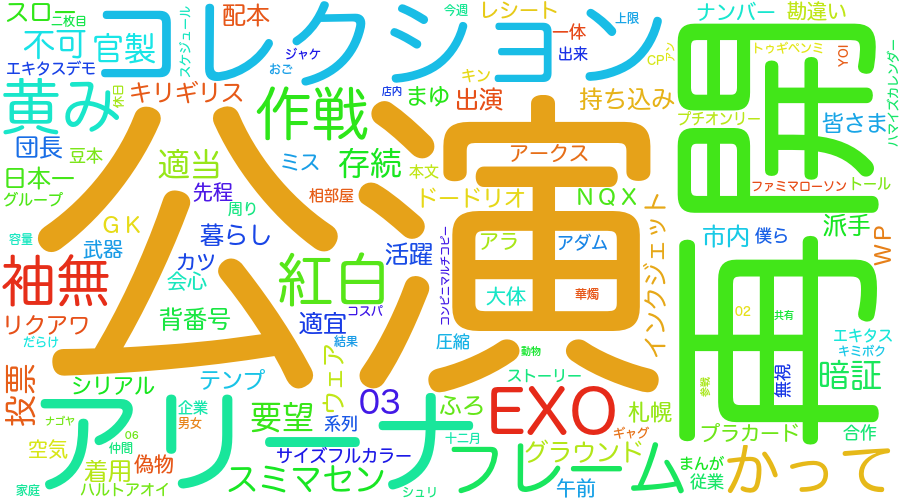 スロー
二枚目
不可
官製
スケジュール
コレクション
配本
今週
レシート
上限
一体
ナンバー
勘違い
エキタスデモ
おご
ジャケ
出来
キン
CP
トゥギベンミ
YOI
ハマイズカレンダー
黄み
休日
キリギリス
作戦
店内
まゆ
出演
持ち込み
プチオンリー
皆さま
再開
団長
豆本
適当
ミス
存続
本文
アークス
ファミマローソン
トール
日本一
グループ
先程
相部屋
ドードリオ
NQX
公演
周り
GK
容量
武器
暮らし
活躍
コンビニマルチコピー
アラ
アダム
インクジェット
市内
僕ら
派手
WP
カツ
会心
紅白
袖無
大体
華燭
背番号
適宜
コスパ
02
共有
リクアワ
だらけ
結果
圧縮
動物
エキタス
キミボク
投票
シリアル
テンプ
ウェア
03
ストーリー
参戦
無視
暗証
アリーナ
企業
男女
要望
系列
ふろ
EXO
札幌
プラカード
合作
ナゴヤ
06
仲間
十二月
ギャグ
空気
着用
偽物
サイズフルカラー
フレーム
グラウンド
まんが
従業
かって
家庭
ハルトアオイ
スミマセン
シュリ
午前